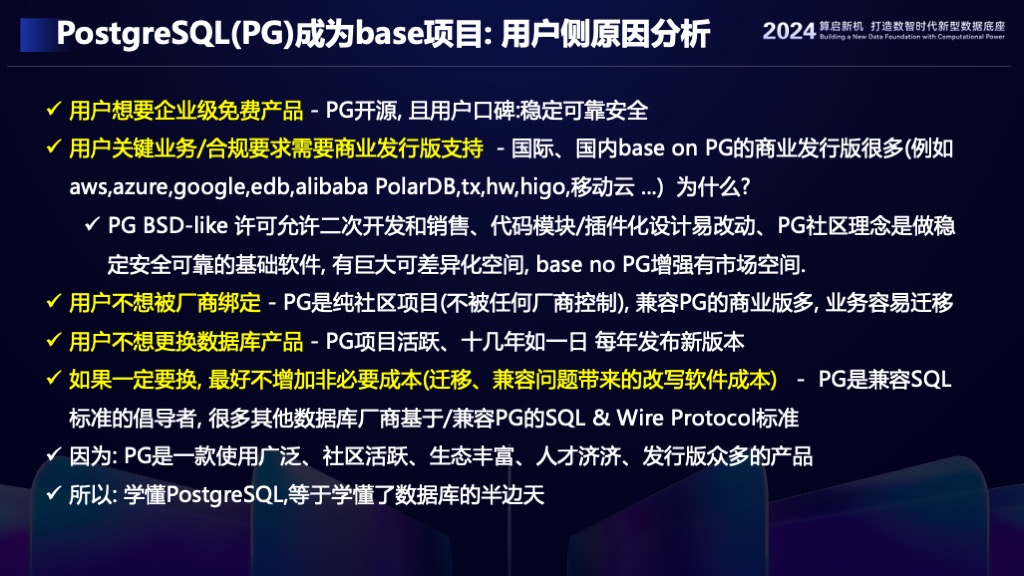 PostgreSQL(PG)成为base项目: 用户侧原因分析
2024 算启新机 打造数智时代新型数据底座
Building a New Data Foundation with Computational Power
✓ 用户想要企业级免费产品 - PG开源, 且用户口碑:稳定可靠安全
✓ 用户关键业务/合规要求需要商业发行版支持 - 国际、国内base on PG的商业发行版很多(例如
aws,azure,google,edb,alibaba PolarDB,tx,hw,higo,移动云 ...) 为什么?
✓ PG BSD-like 许可允许二次开发和销售、代码模块/插件化设计易改动、PG社区理念是做稳
定安全可靠的基础软件, 有巨大可差异化空间, base no PG增强有市场空间.
✓ 用户不想被厂商绑定 - PG是纯社区项目(不被任何厂商控制), 兼容PG的商业版多, 业务容易迁移
✓ 用户不想更换数据库产品 - PG项目活跃、十几年如一日 每年发布新版本
✓ 如果一定要换, 最好不增加非必要成本(迁移、兼容问题带来的改写软件成本) - PG是兼容SQL
标准的倡导者, 很多其他数据库厂商基于/兼容PG的SQL & Wire Protocol标准
✓ 因为: PG是一款使用广泛、社区活跃、生态丰富、人才济济、发行版众多的产品
✓ 所以: 学懂PostgreSQL,等于学懂了数据库的半边天